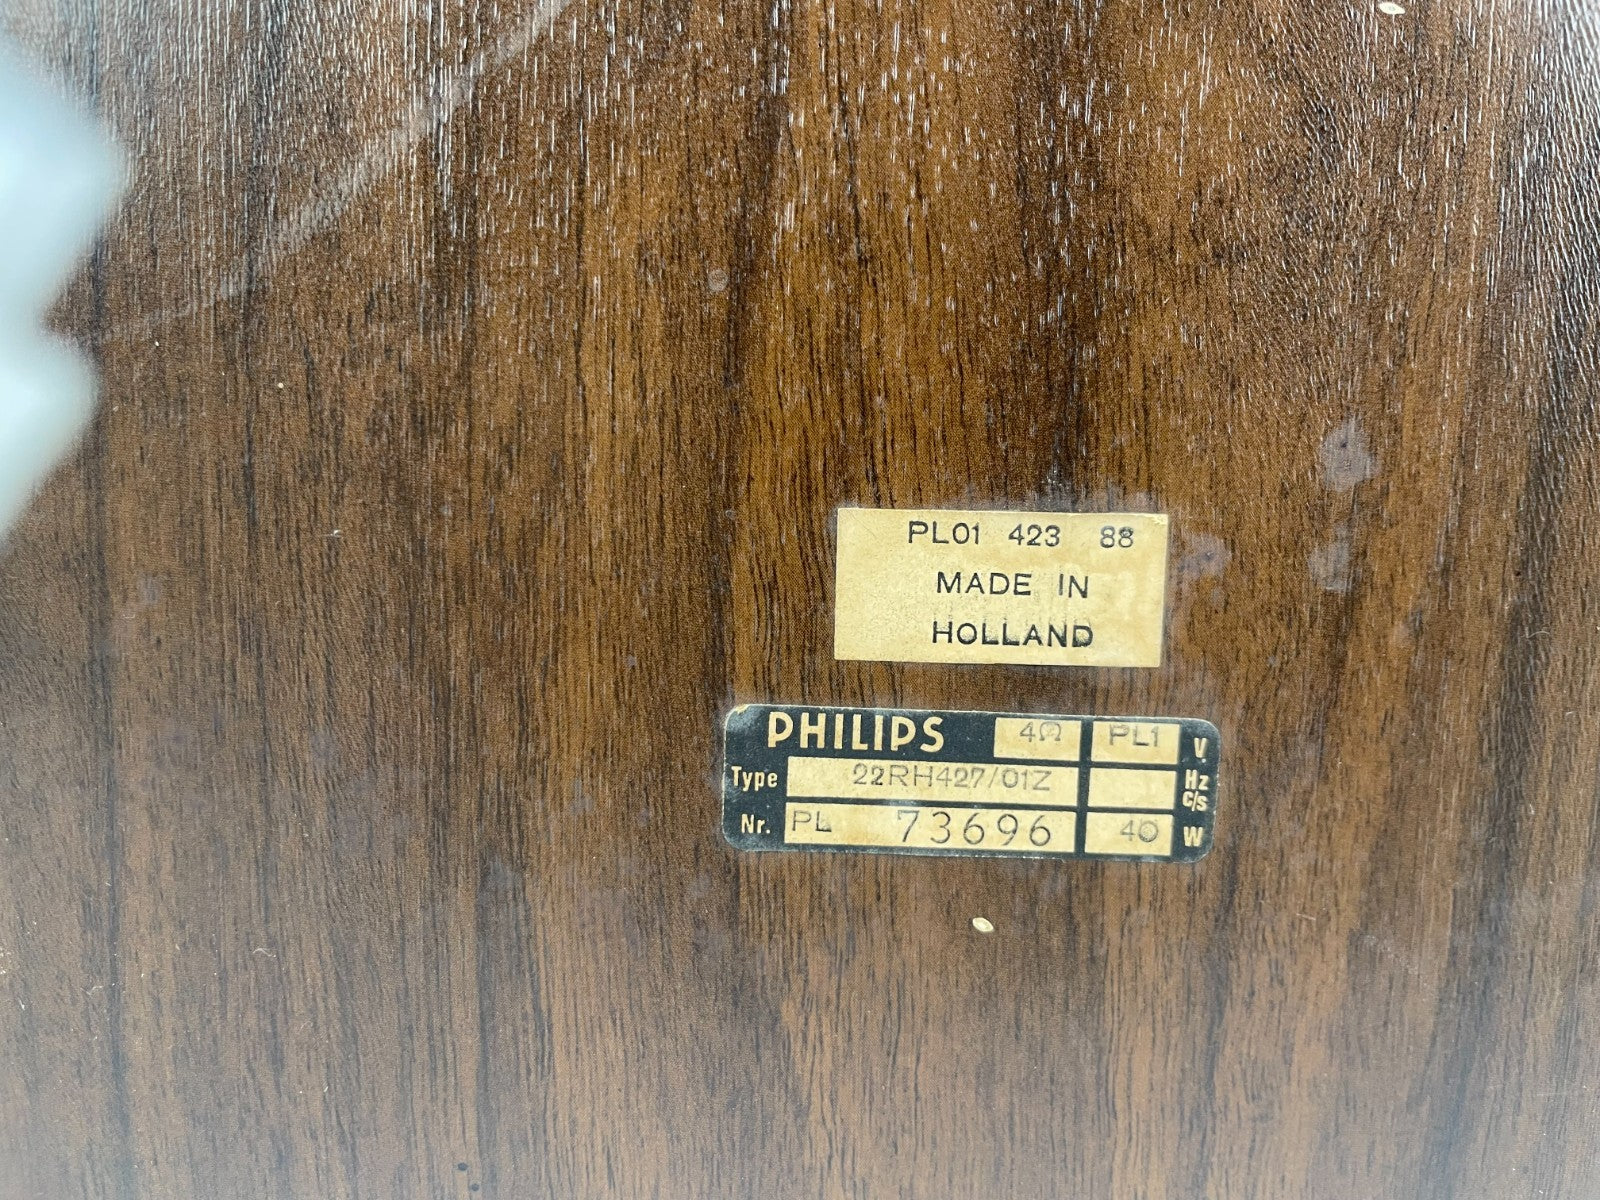 PL01 423 88
MADE IN
HOLLAND
PHILIPS 4Ω PL1 V.
Type 22RH427/01Z Hz c/s
Nr. PL 73696 40 W